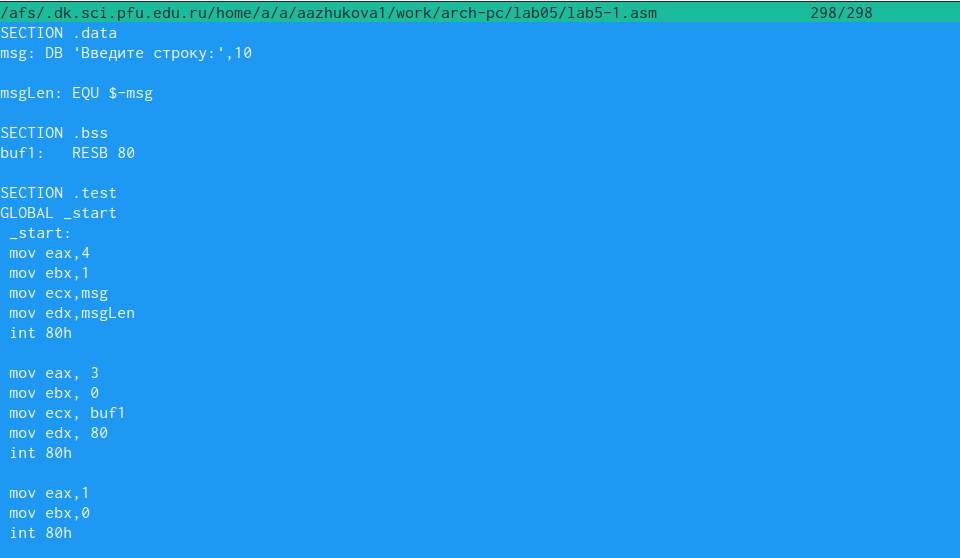 /afs/.dk.sci.pfu.edu.ru/home/a/a/aazhukova1/work/arch-pc/lab05/lab5-1.asm 298/298
SECTION .data
msg: DB 'Введите строку:',10
msgLen: EQU $-msg
SECTION .bss
buf1: RESB 80
SECTION .test
GLOBAL _start
_start:
mov eax,4
mov ebx,1
mov ecx,msg
mov edx,msgLen
int 80h
mov eax, 3
mov ebx, 0
mov ecx, buf1
mov edx, 80
int 80h
mov eax,1
mov ebx,0
int 80h